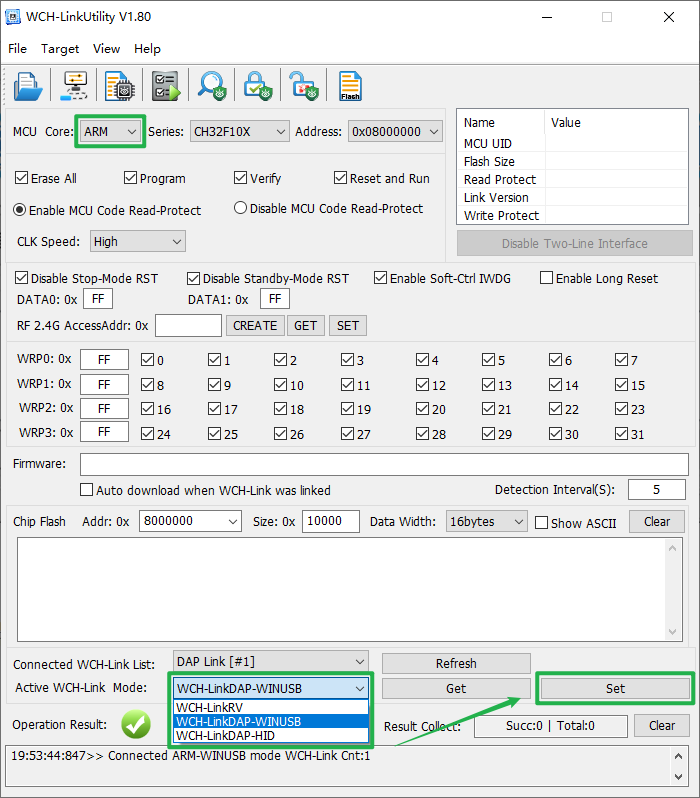 WCH-LinkUtility V1.80
File Target View Help
Flash
MCU Core: ARM Series: CH32F10X Address: 0x08000000
Name Value
MCU UID
Flash Size
Read Protect
Link Version
Write Protect
Erase All Program Verify Reset and Run
Enable MCU Code Read-Protect Disable MCU Code Read-Protect
CLK Speed: High
Disable Two-Line Interface
Disable Stop-Mode RST Disable Standby-Mode RST Enable Soft-Ctrl IWDG Enable Long Reset
DATA0: 0x FF DATA1: 0x FF
RF 2.4G AccessAddr: 0x CREATE GET SET
WRP0: 0x FF 0 1 2 3 4 5 6 7
WRP1: 0x FF 8 9 10 11 12 13 14 15
WRP2: 0x FF 16 17 18 19 20 21 22 23
WRP3: 0x FF 24 25 26 27 28 29 30 31
Firmware:
Auto download when WCH-Link was linked Detection Interval(S): 5
Chip Flash Addr: 0x 8000000 Size: 0x 10000 Data Width: 16bytes Show ASCII Clear
Connected WCH-Link List: DAP Link [#1] Refresh
Active WCH-Link Mode: WCH-LinkDAP-WINUSB Get Set
WCH-LinkRV
WCH-LinkDAP-WINUSB
WCH-LinkDAP-HID
Operation Result: Result Collect: Succ:0 | Total:0 Clear
19:53:44:847>> Connected ARM-WINUSB mode WCH-Link Cnt:1